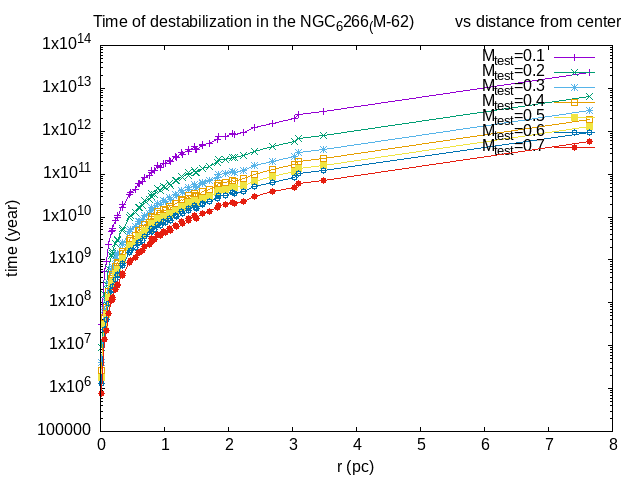 Time of destabilization in the NGC6266(M-62) vs distance from center
1x10^14
1x10^13
1x10^12
1x10^11
1x10^10
1x10^9
1x10^8
1x10^7
1x10^6
100000
time (year)
Mtest=0.1
Mtest=0.2
Mtest=0.3
Mtest=0.4
Mtest=0.5
Mtest=0.6
Mtest=0.7
0 1 2 3 4 5 6 7 8
r (pc)